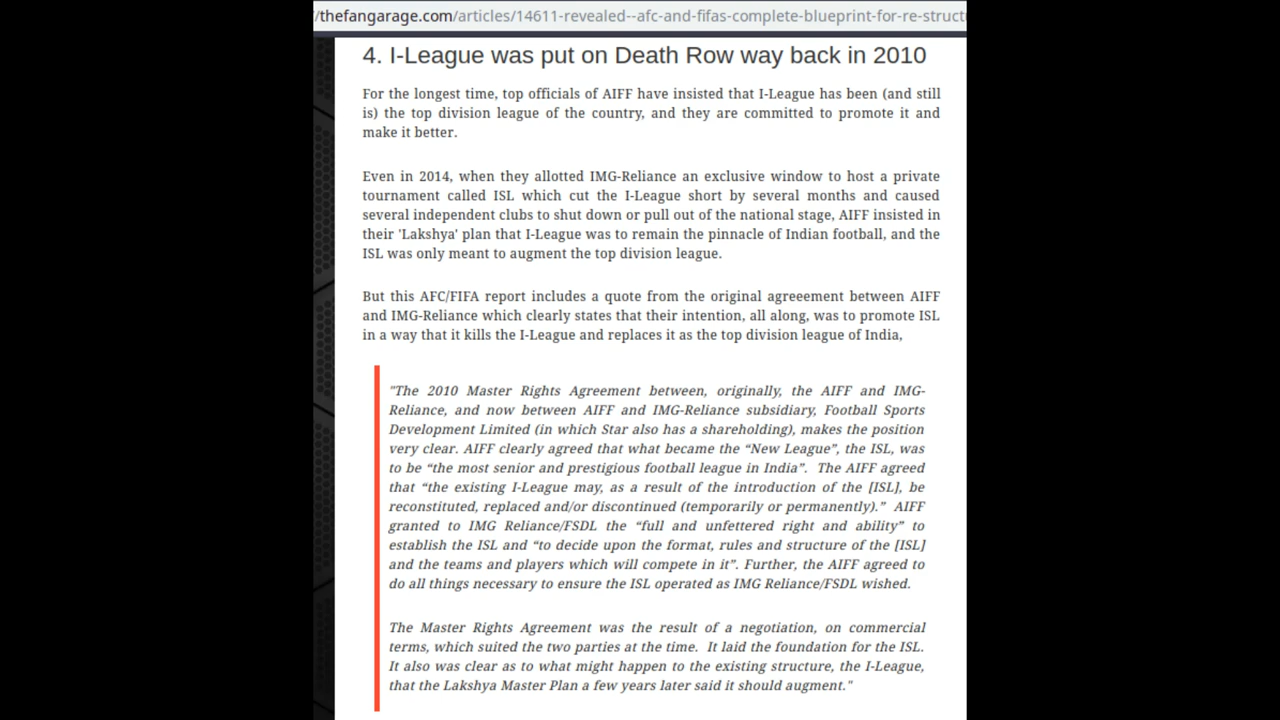 /thefangarage.com/articles/14611-revealed--afc-and-fifas-complete-blueprint-for-re-struct
4. I-League was put on Death Row way back in 2010
For the longest time, top officials of AIFF have insisted that I-League has been (and still
is) the top division league of the country, and they are committed to promote it and
make it better.
Even in 2014, when they allotted IMG-Reliance an exclusive window to host a private
tournament called ISL which cut the I-League short by several months and caused
several independent clubs to shut down or pull out of the national stage, AIFF insisted in
their 'Lakshya' plan that I-League was to remain the pinnacle of Indian football, and the
ISL was only meant to augment the top division league.
But this AFC/FIFA report includes a quote from the original agreeement between AIFF
and IMG-Reliance which clearly states that their intention, all along, was to promote ISL
in a way that it kills the I-League and replaces it as the top division league of India,
"The 2010 Master Rights Agreement between, originally, the AIFF and IMG-
Reliance, and now between AIFF and IMG-Reliance subsidiary, Football Sports
Development Limited (in which Star also has a shareholding), makes the position
very clear. AIFF clearly agreed that what became the “New League”, the ISL, was
to be “the most senior and prestigious football league in India”.  The AIFF agreed
that “the existing I-League may, as a result of the introduction of the [ISL], be
reconstituted, replaced and/or discontinued (temporarily or permanently).”  AIFF
granted to IMG Reliance/FSDL the “full and unfettered right and ability” to
establish the ISL and “to decide upon the format, rules and structure of the [ISL]
and the teams and players which will compete in it”. Further, the AIFF agreed to
do all things necessary to ensure the ISL operated as IMG Reliance/FSDL wished.
The Master Rights Agreement was the result of a negotiation, on commercial
terms, which suited the two parties at the time.  It laid the foundation for the ISL.
It also was clear as to what might happen to the existing structure, the I-League,
that the Lakshya Master Plan a few years later said it should augment."